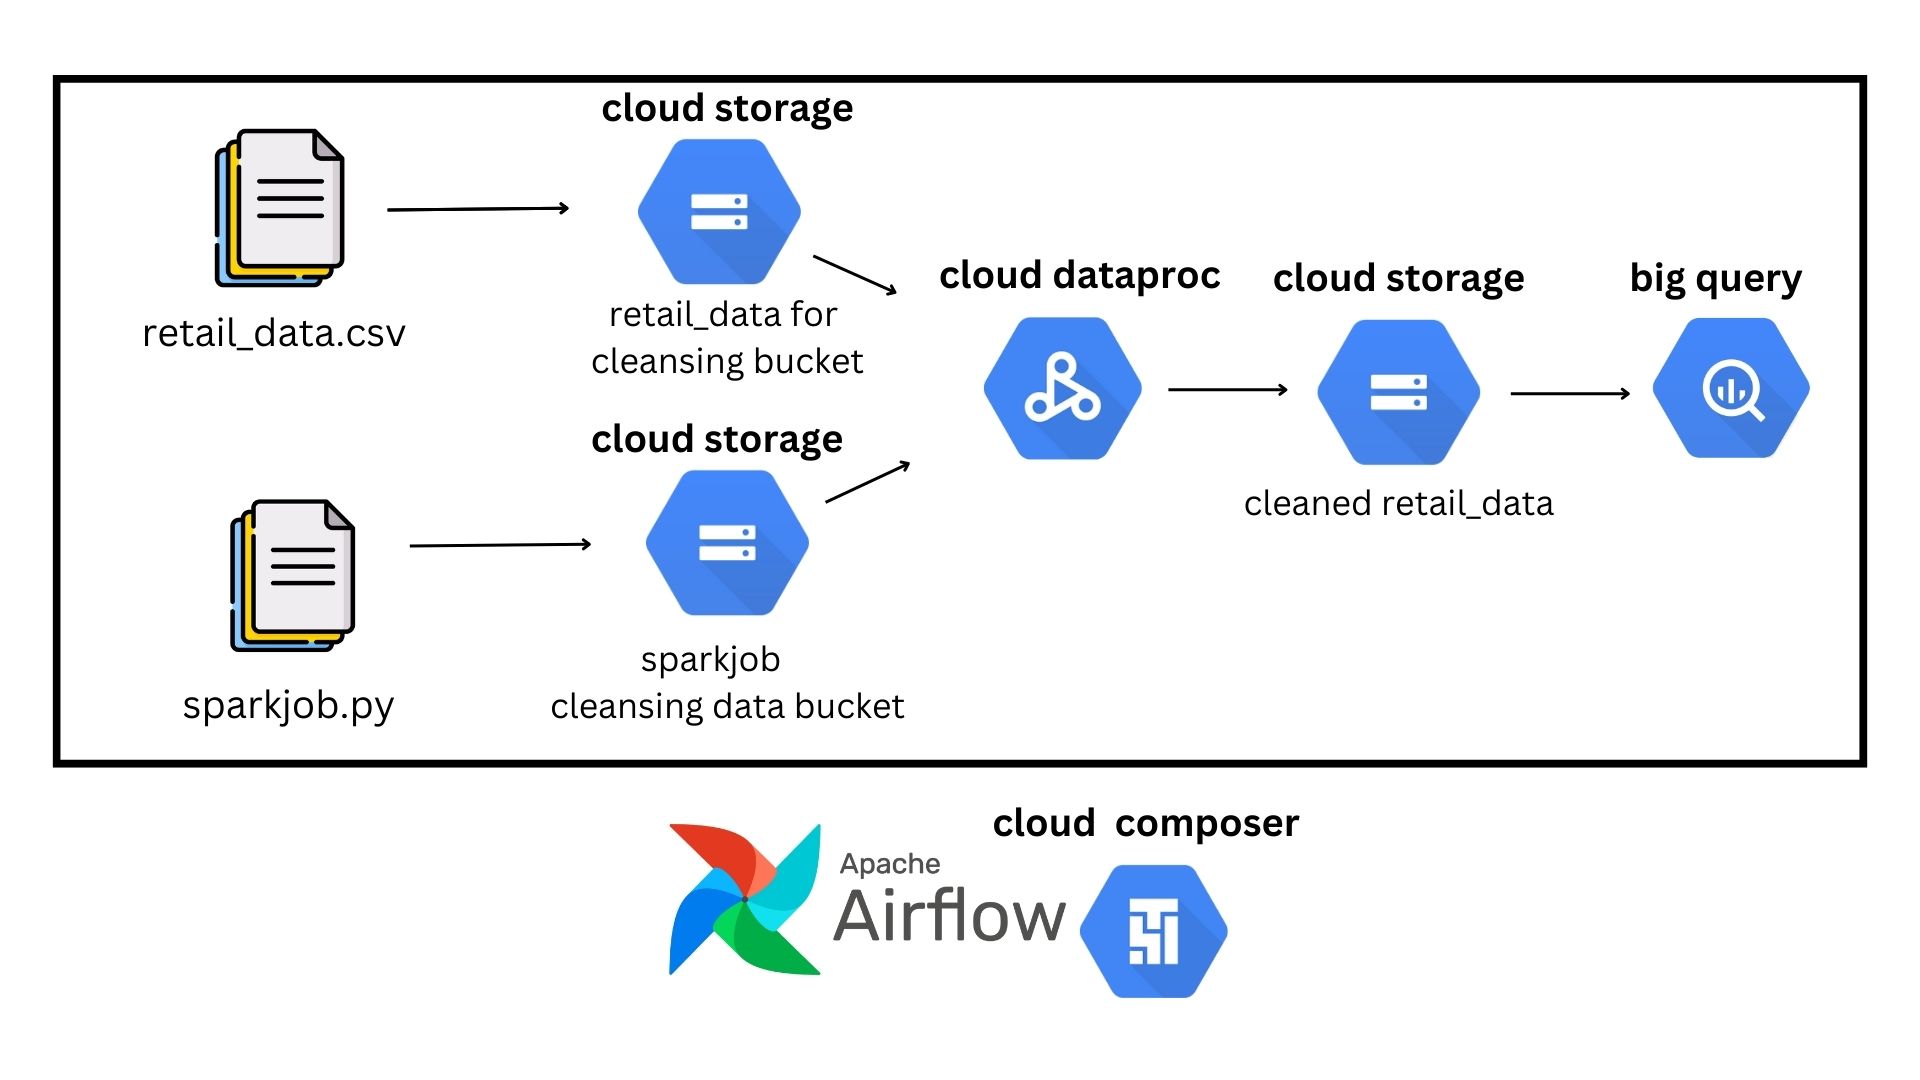 cloud storage
retail_data.csv
retail_data for
cleansing bucket
cloud dataproc
cloud storage
big query
cloud storage
cleaned retail_data
sparkjob.py
sparkjob
cleansing data bucket
cloud composer
Apache
Airflow